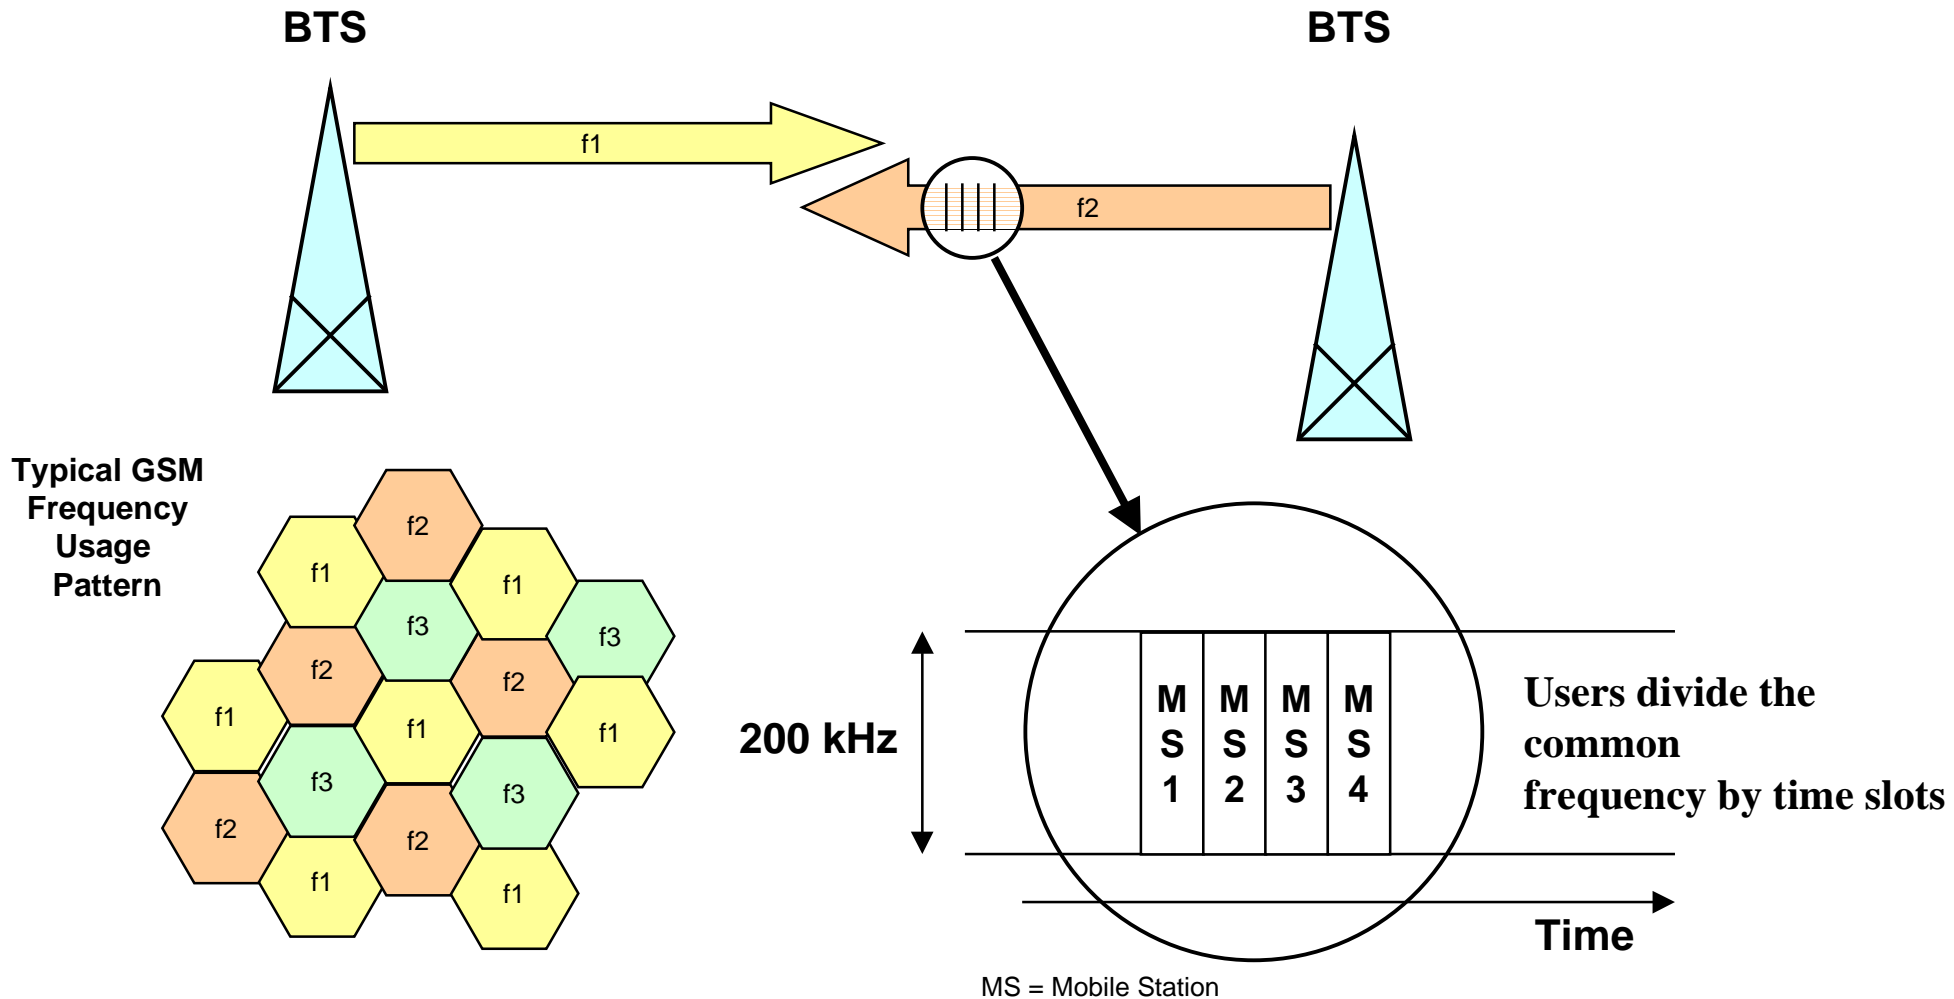 BTS
BTS
f1
f2
Typical GSM
Frequency
Usage
Pattern
f2
f1
f1
f3
f3
f2
f2
f1
f1
f1
f3
f3
f2
f2
f1
f1
200 kHz
M S 1
M S 2
M S 3
M S 4
Users divide the
common
frequency by time slots
Time
MS = Mobile Station